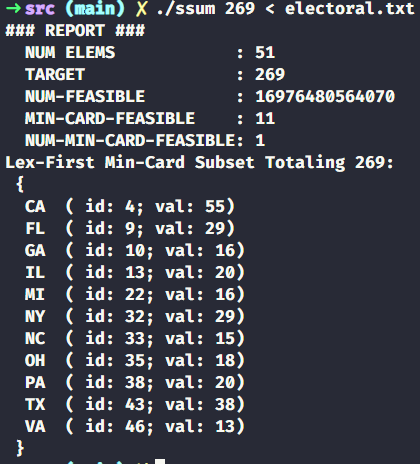 →src (main) ✗ ./ssum 269 < electoral.txt
### REPORT ###
  NUM ELEMS           : 51
  TARGET              : 269
  NUM-FEASIBLE        : 16976480564070
  MIN-CARD-FEASIBLE   : 11
  NUM-MIN-CARD-FEASIBLE: 1
Lex-First Min-Card Subset Totaling 269:
 {
  CA  ( id: 4; val: 55)
  FL  ( id: 9; val: 29)
  GA  ( id: 10; val: 16)
  IL  ( id: 13; val: 20)
  MI  ( id: 22; val: 16)
  NY  ( id: 32; val: 29)
  NC  ( id: 33; val: 15)
  OH  ( id: 35; val: 18)
  PA  ( id: 38; val: 20)
  TX  ( id: 43; val: 38)
  VA  ( id: 46; val: 13)
 }